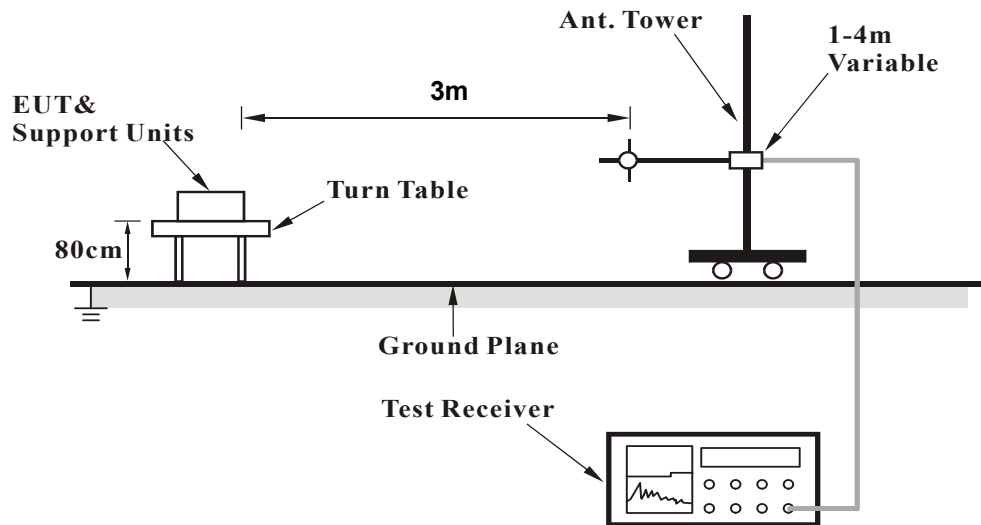 Ant. Tower
1-4m
Variable
3m
EUT&
Support Units
Turn Table
80cm
Ground Plane
Test Receiver